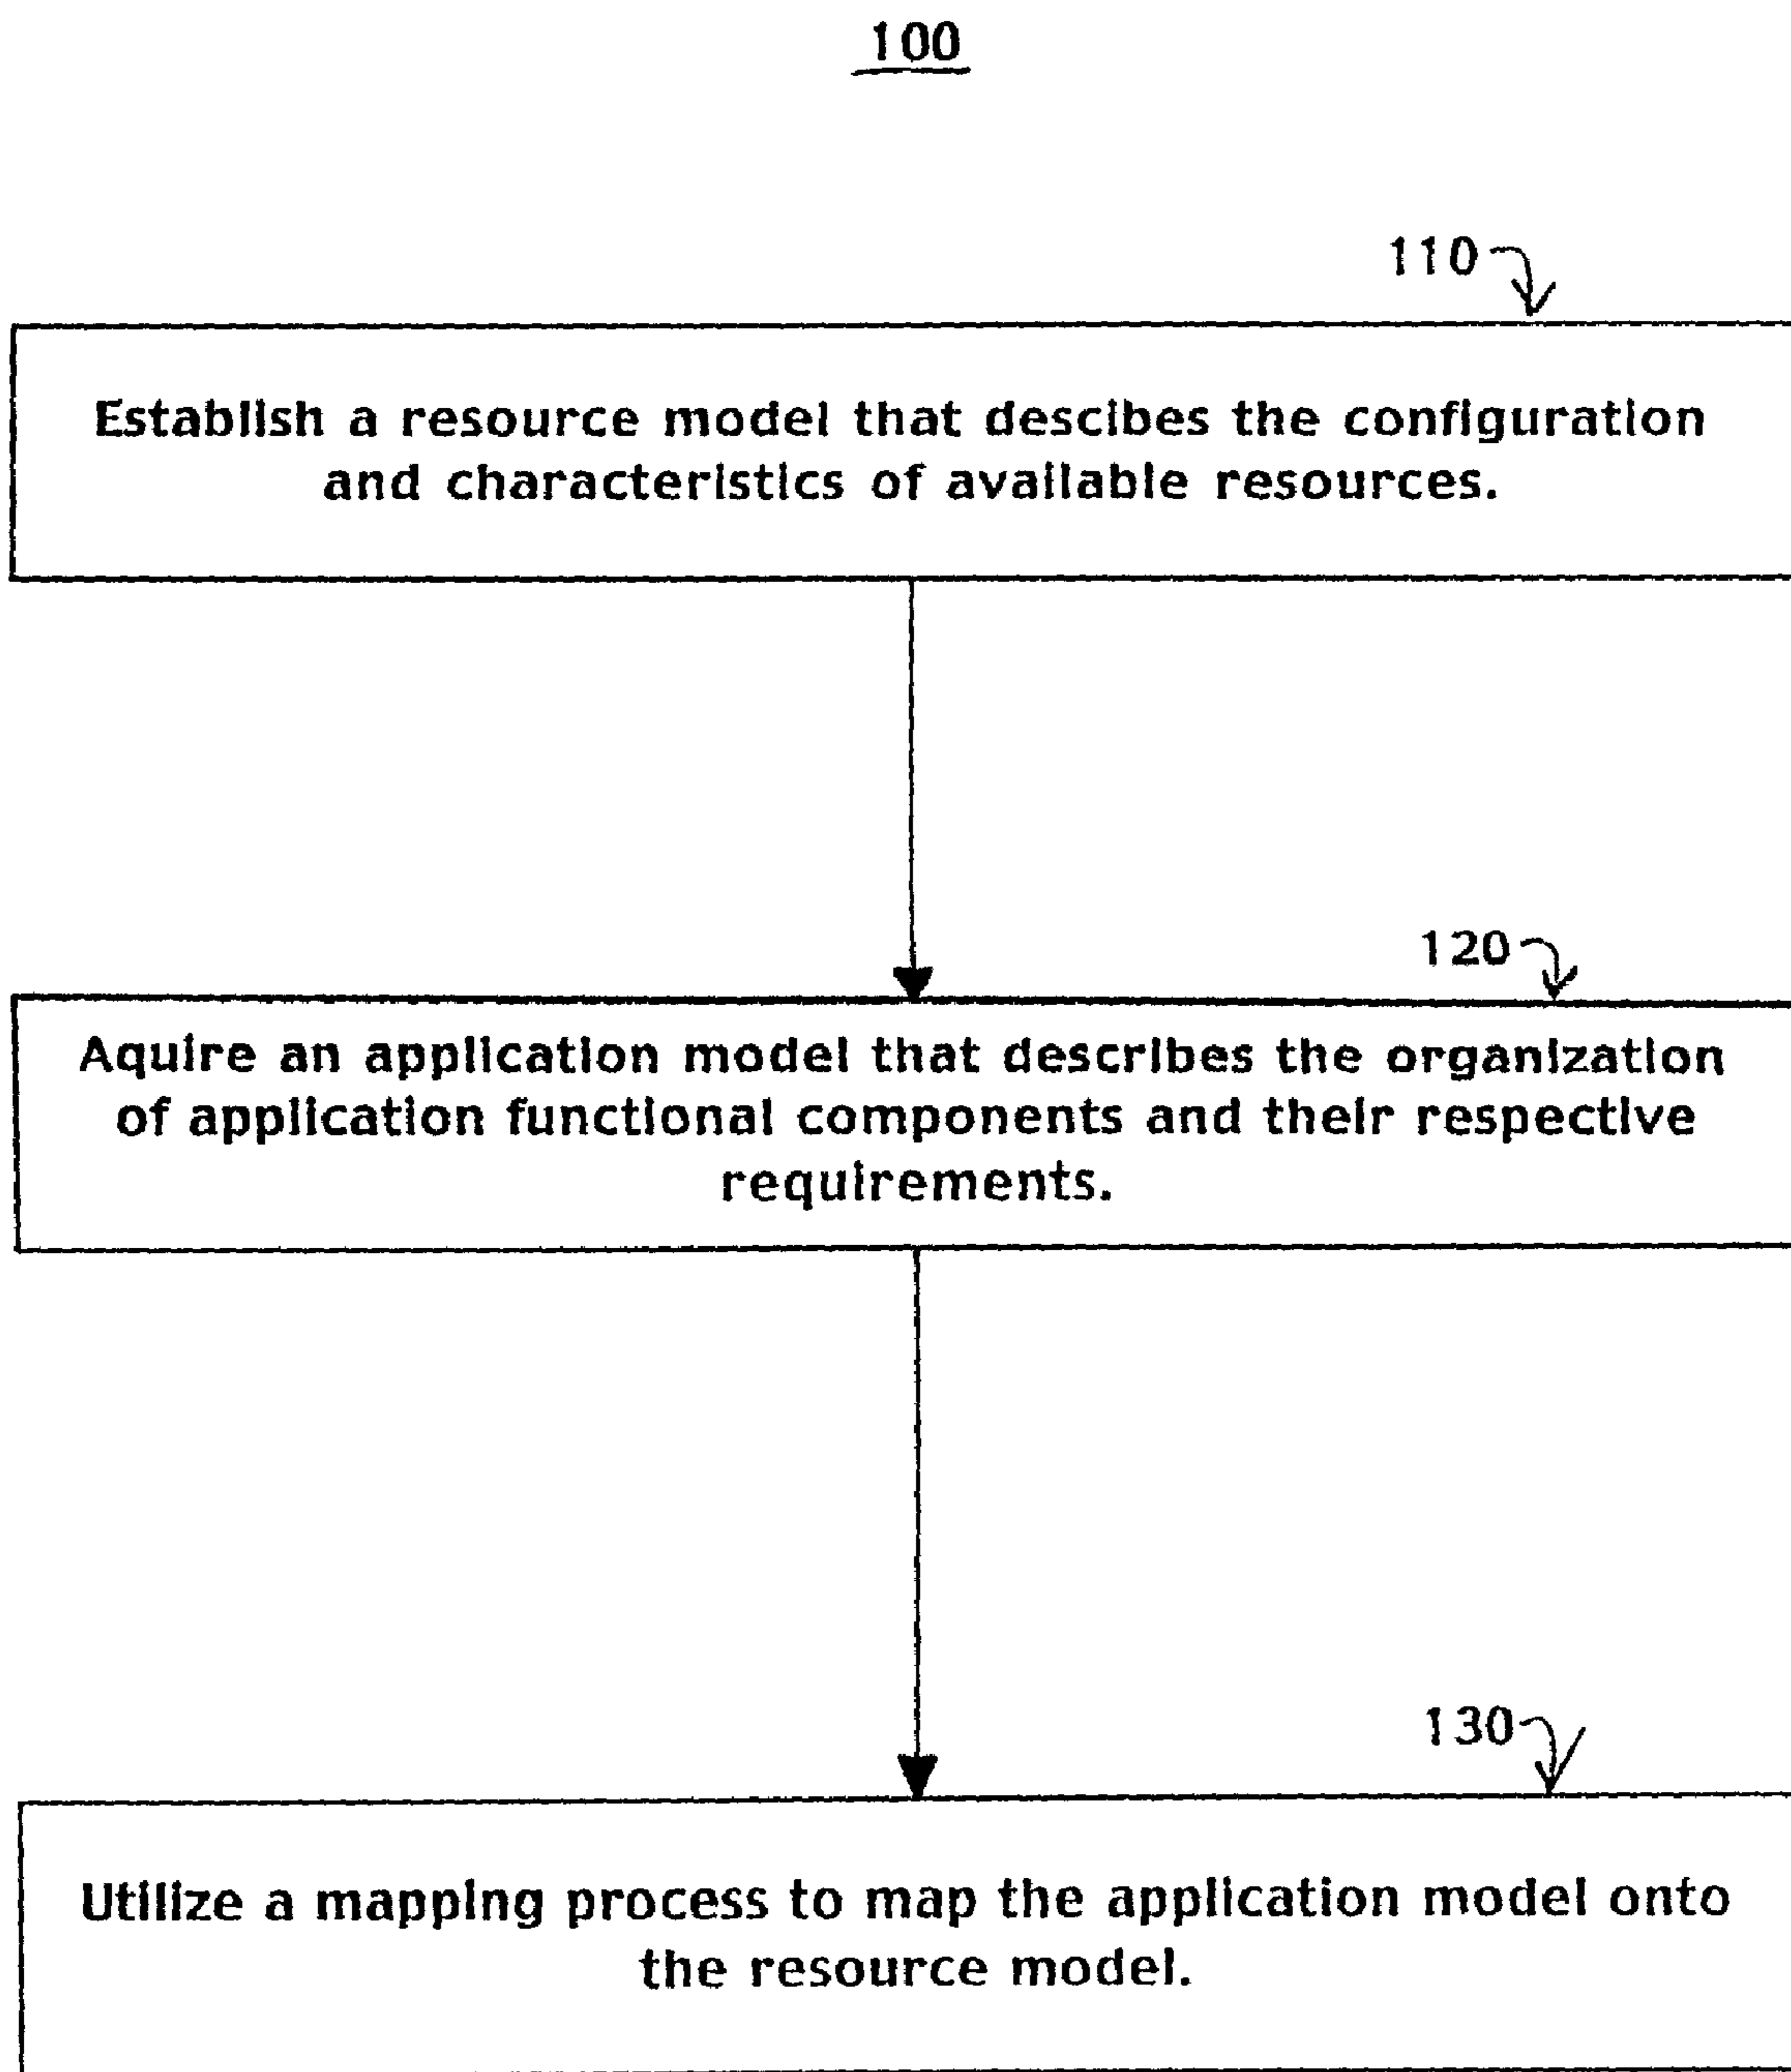 100
110
Establish a resource model that descibes the configuration
and characteristics of available resources.
120
Aquire an application model that describes the organization
of application functional components and their respective
requirements.
130
Utilize a mapping process to map the application model onto
the resource model.